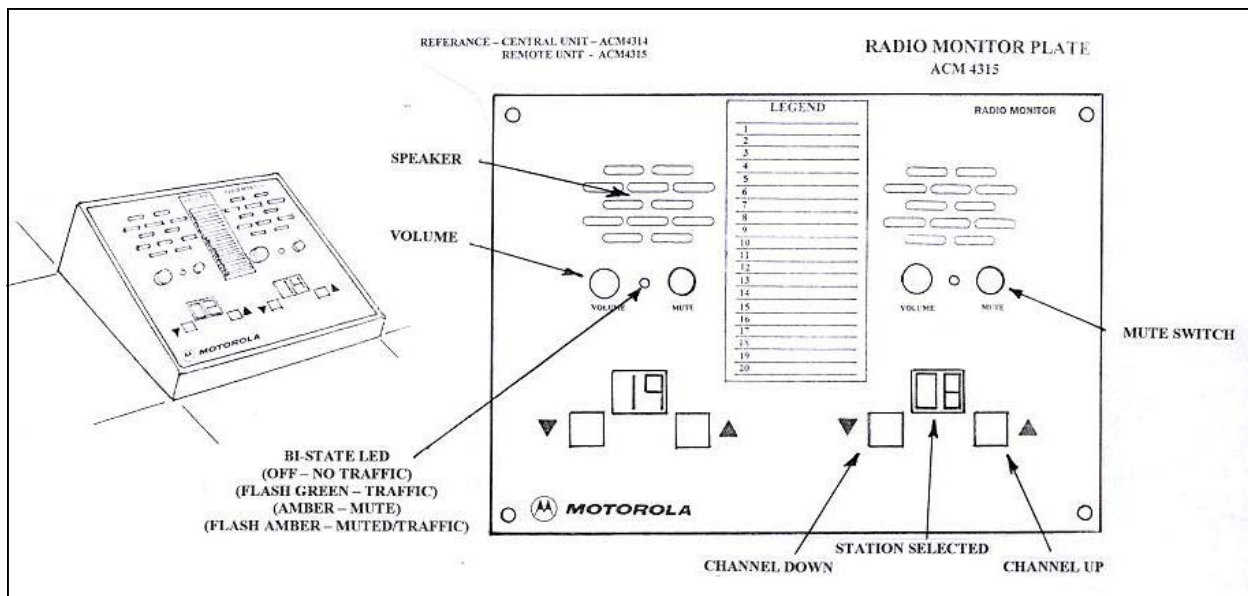 REFERANCE – CENTRAL UNIT – ACM4314
REMOTE UNIT - ACM4315
RADIO MONITOR PLATE
ACM 4315
LEGEND
RADIO MONITOR
1
2
3
4
5
6
7
8
9
10
11
12
13
14
15
16
17
18
19
20
SPEAKER
VOLUME
VOLUME
MUTE
VOLUME
MUTE
MUTE SWITCH
19
08
MOTOROLA
BI-STATE LED
(OFF – NO TRAFFIC)
(FLASH GREEN – TRAFFIC)
(AMBER – MUTE)
(FLASH AMBER – MUTED/TRAFFIC)
MOTOROLA
STATION SELECTED
CHANNEL DOWN
CHANNEL UP